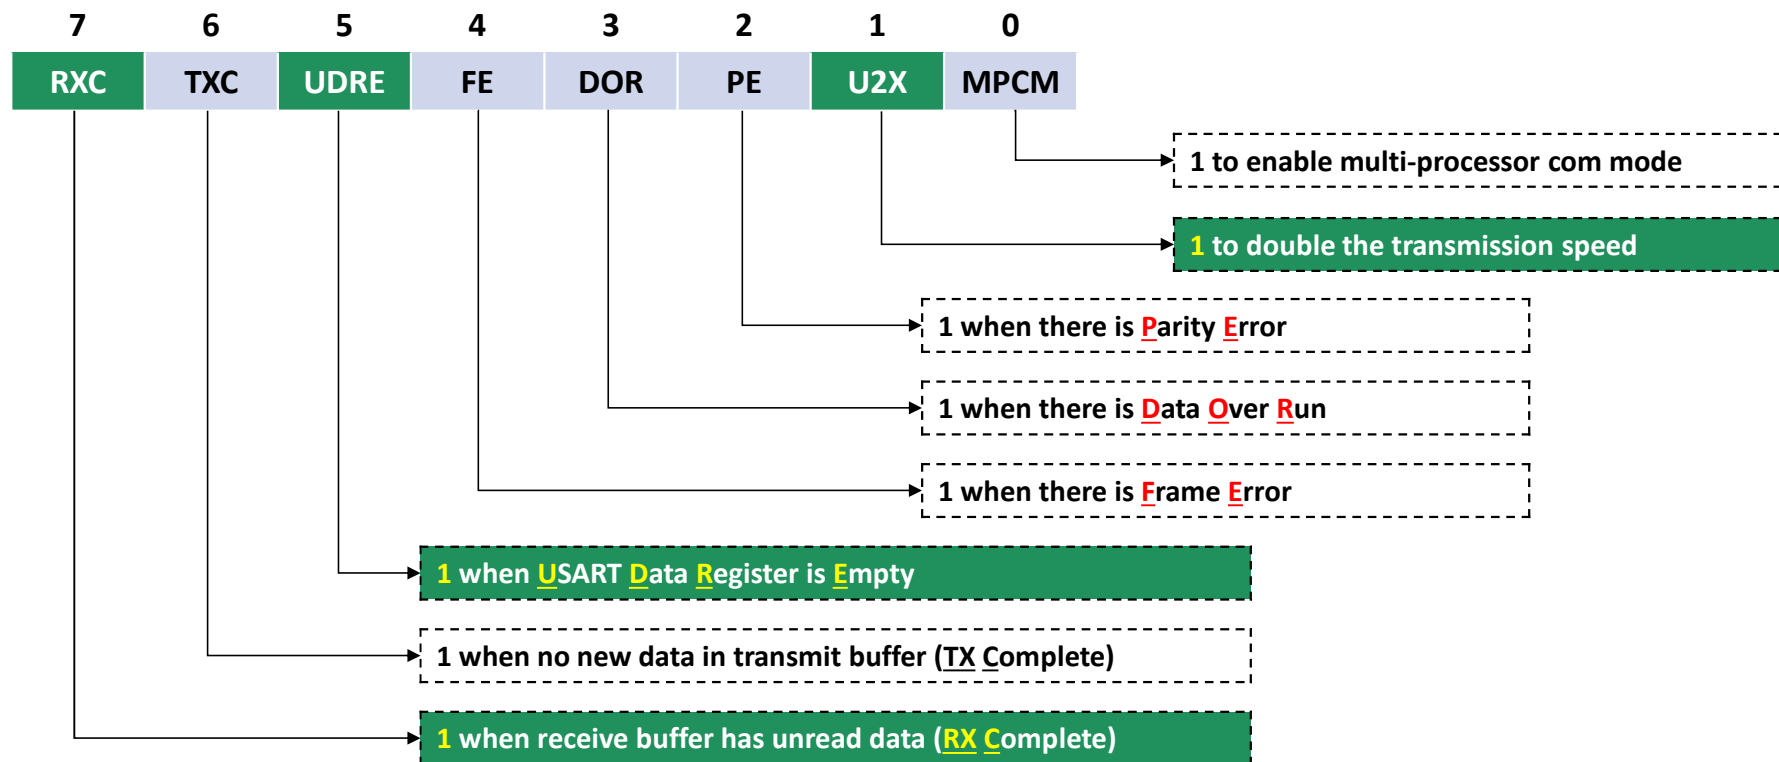 7 6 5 4 3 2 1 0
RXC TXC UDRE FE DOR PE U2X MPCM
1 to enable multi-processor com mode
1 to double the transmission speed
1 when there is Parity Error
1 when there is Data Over Run
1 when there is Frame Error
1 when USART Data Register is Empty
1 when no new data in transmit buffer (TX Complete)
1 when receive buffer has unread data (RX Complete)